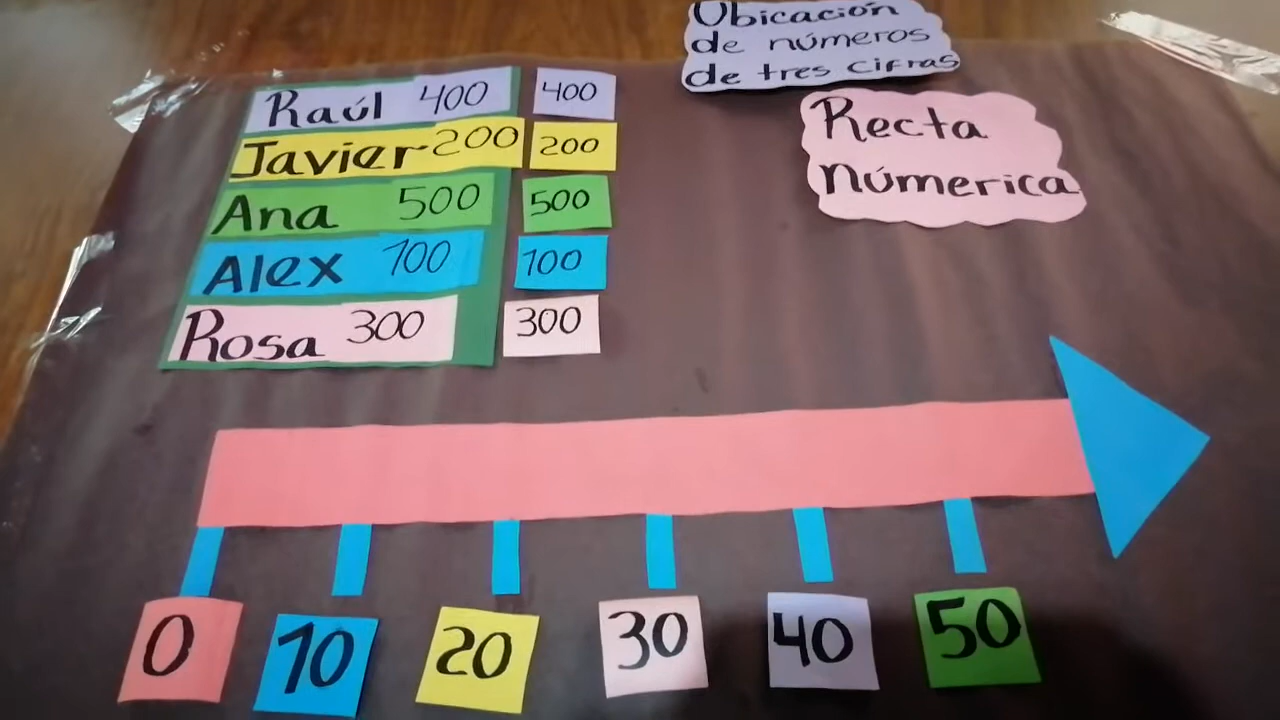 Ubicación
de números
de tres cifras
Recta
Númerica
Raúl 400 400
Javier 200 200
Ana 500 500
Alex 100 100
Rosa 300 300
0 10 20 30 40 50